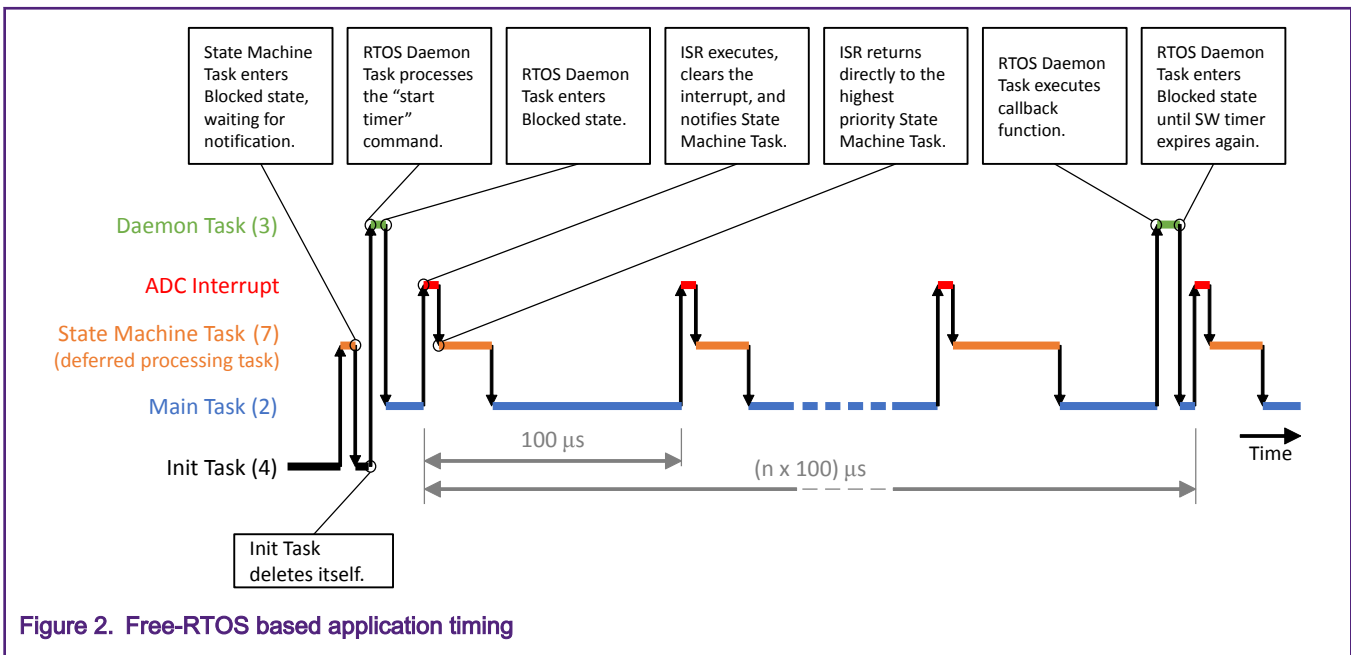 State Machine
Task enters
Blocked state,
waiting for
notification.
RTOS Daemon
Task processes
the “start
timer”
command.
RTOS Daemon
Task enters
Blocked state.
ISR executes,
clears the
interrupt, and
notifies State
Machine Task.
ISR returns
directly to the
highest
priority State
Machine Task.
RTOS Daemon
Task executes
callback
function.
RTOS Daemon
Task enters
Blocked state
until SW timer
expires again.
Daemon Task (3)
ADC Interrupt
State Machine Task (7)
(deferred processing task)
Main Task (2)
Init Task (4)
100 μs
(n x 100) μs
Time
Init Task
deletes itself.
Figure 2. Free-RTOS based application timing